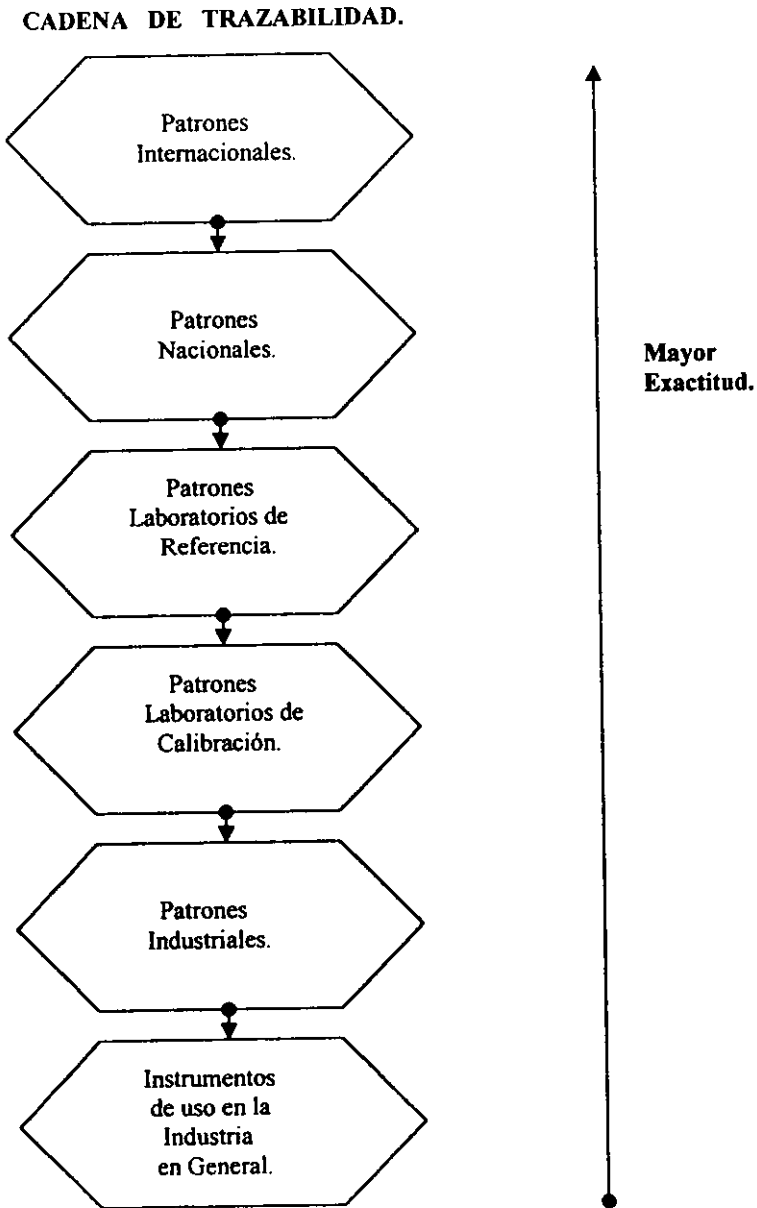 CADENA DE TRAZABILIDAD.
Patrones
Internacionales.
Patrones
Nacionales.
Mayor
Exactitud.
Patrones
Laboratorios de
Referencia.
Patrones
Laboratorios de
Calibración.
Patrones
Industriales.
Instrumentos
de uso en la
Industria
en General.